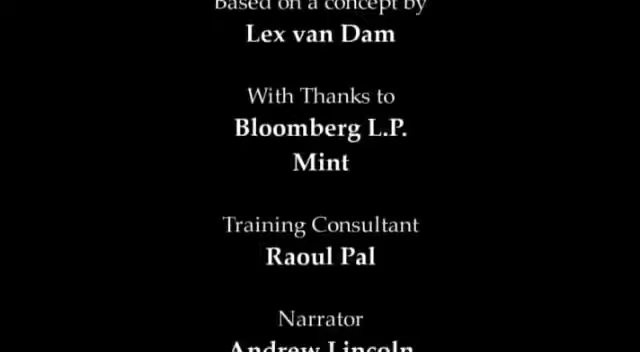 Based on a concept by
Lex van Dam
With Thanks to
Bloomberg L.P.
Mint
Training Consultant
Raoul Pal
Narrator
Andrew Lincoln